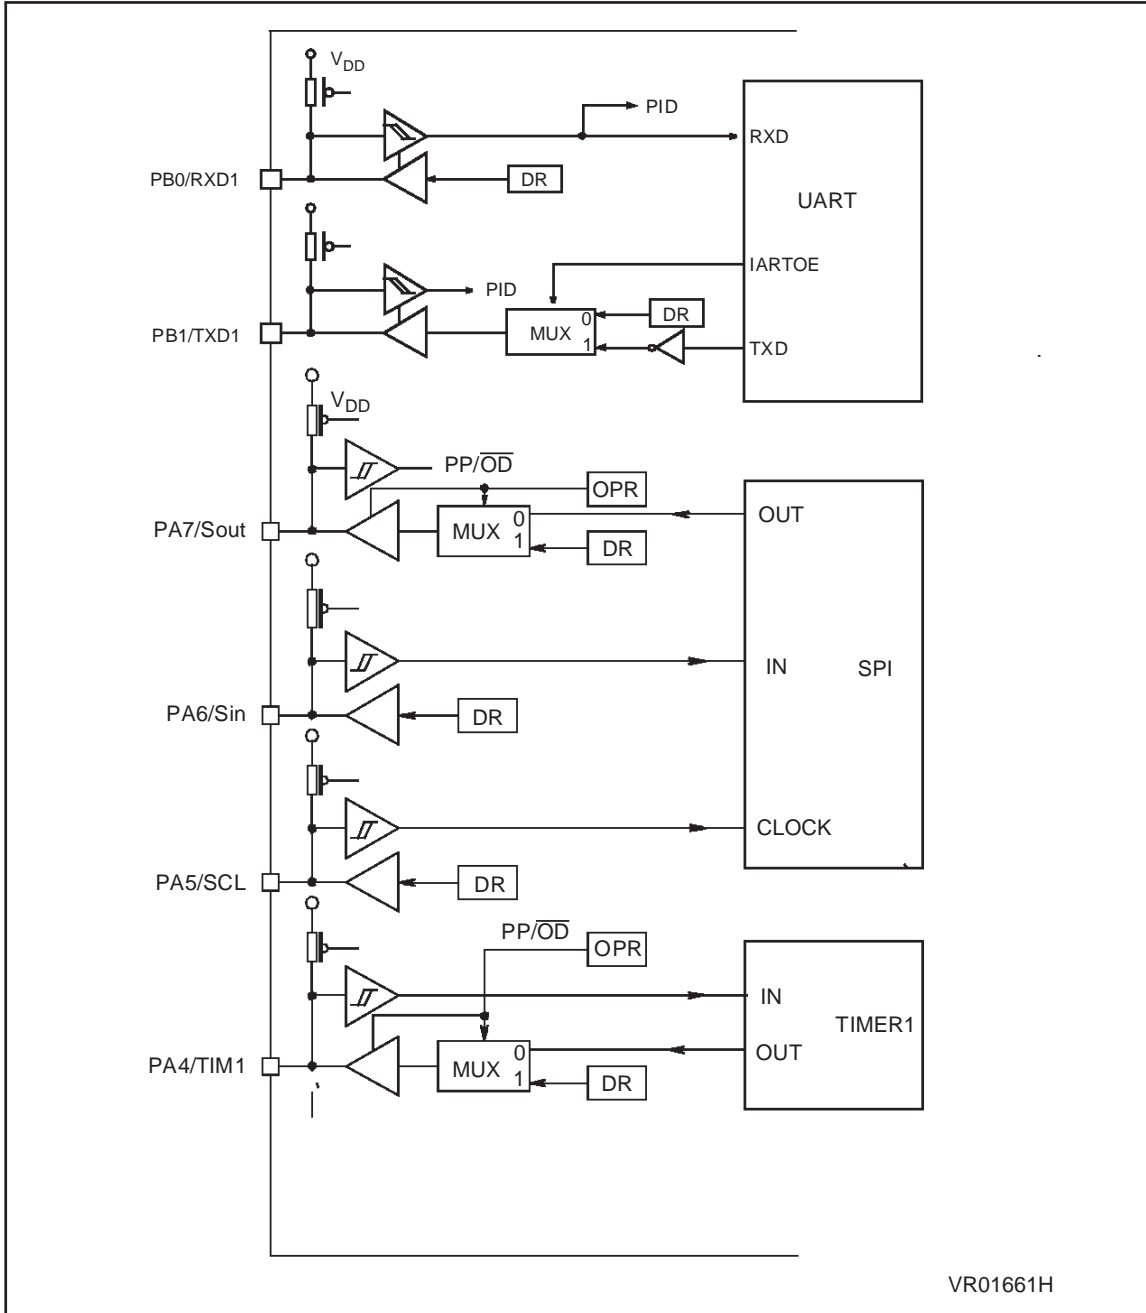 VDD
PID
RXD
PB0/RXD1
DR
UART
IARTOE
PID
DR
PB1/TXD1
MUX
0
1
TXD
VDD
PP/OD
OPR
PA7/Sout
MUX
0
1
OUT
DR
IN
SPI
PA6/Sin
DR
CLOCK
PA5/SCL
DR
PP/OD
OPR
IN
TIMER1
PA4/TIM1
MUX
0
1
OUT
DR
VR01661H